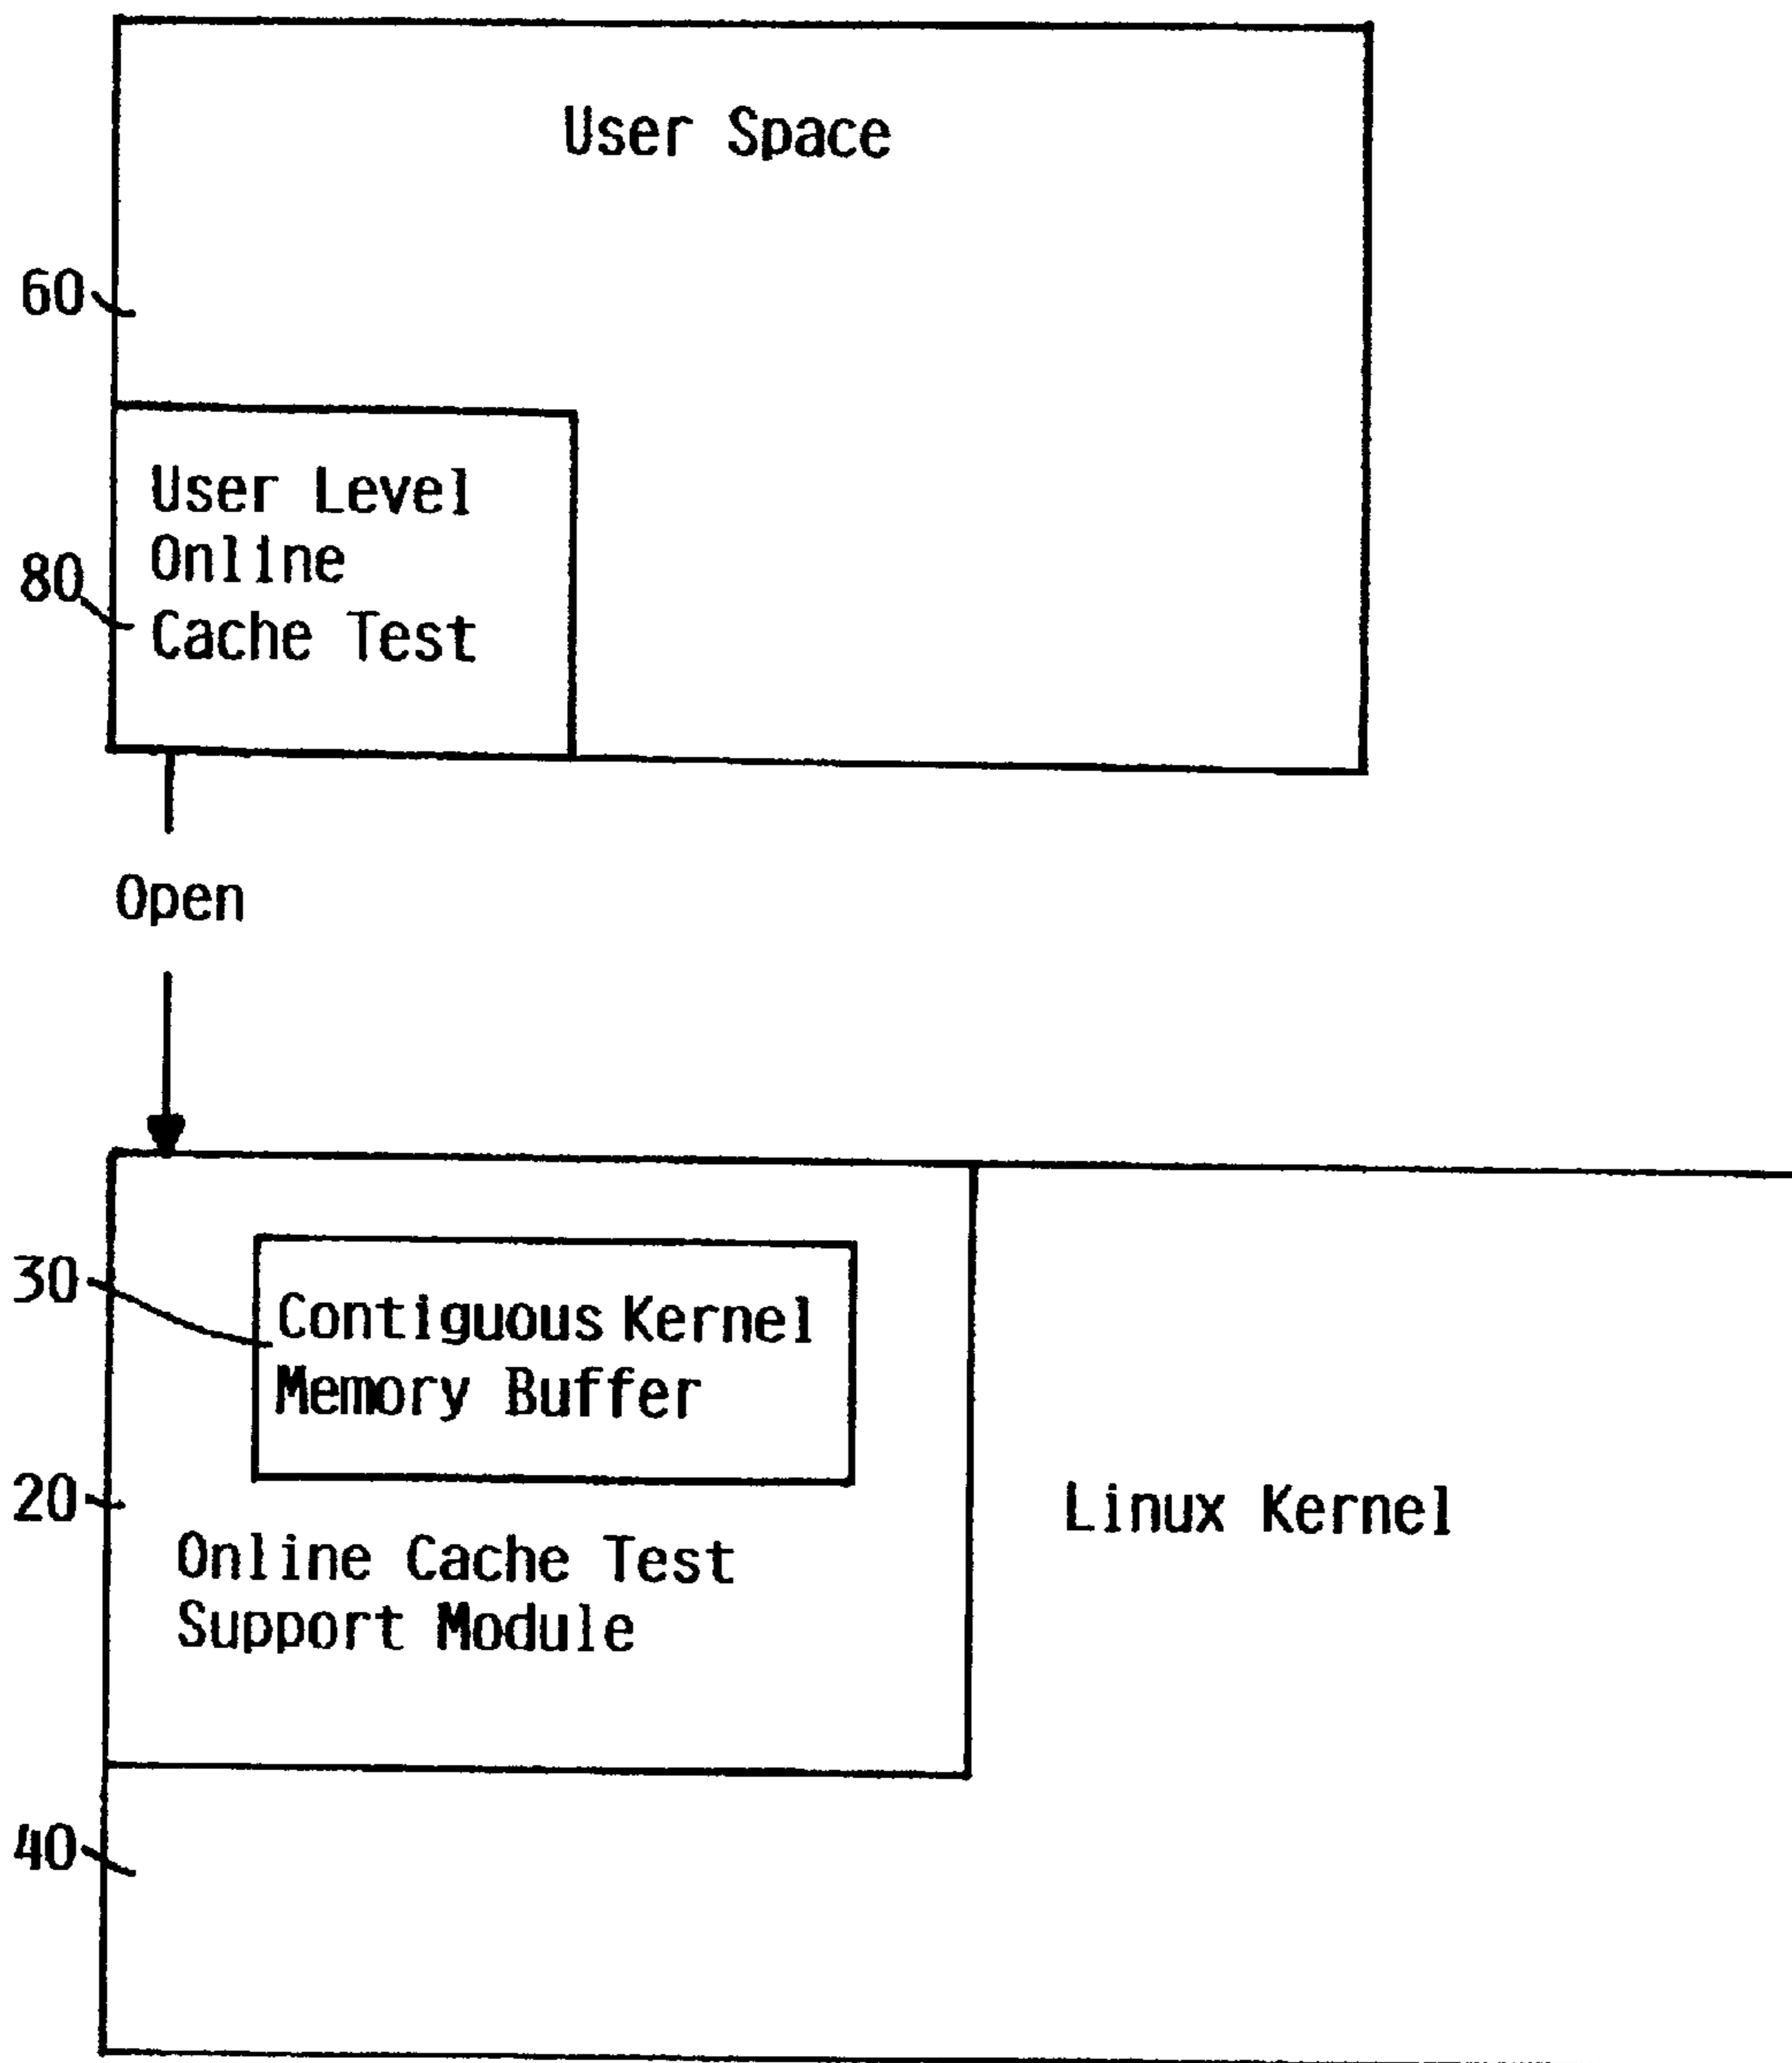 User Space
60
User Level
Online
80
Cache Test
Open
30
Contiguous Kernel
Memory Buffer
20
Linux Kernel
Online Cache Test
Support Module
40